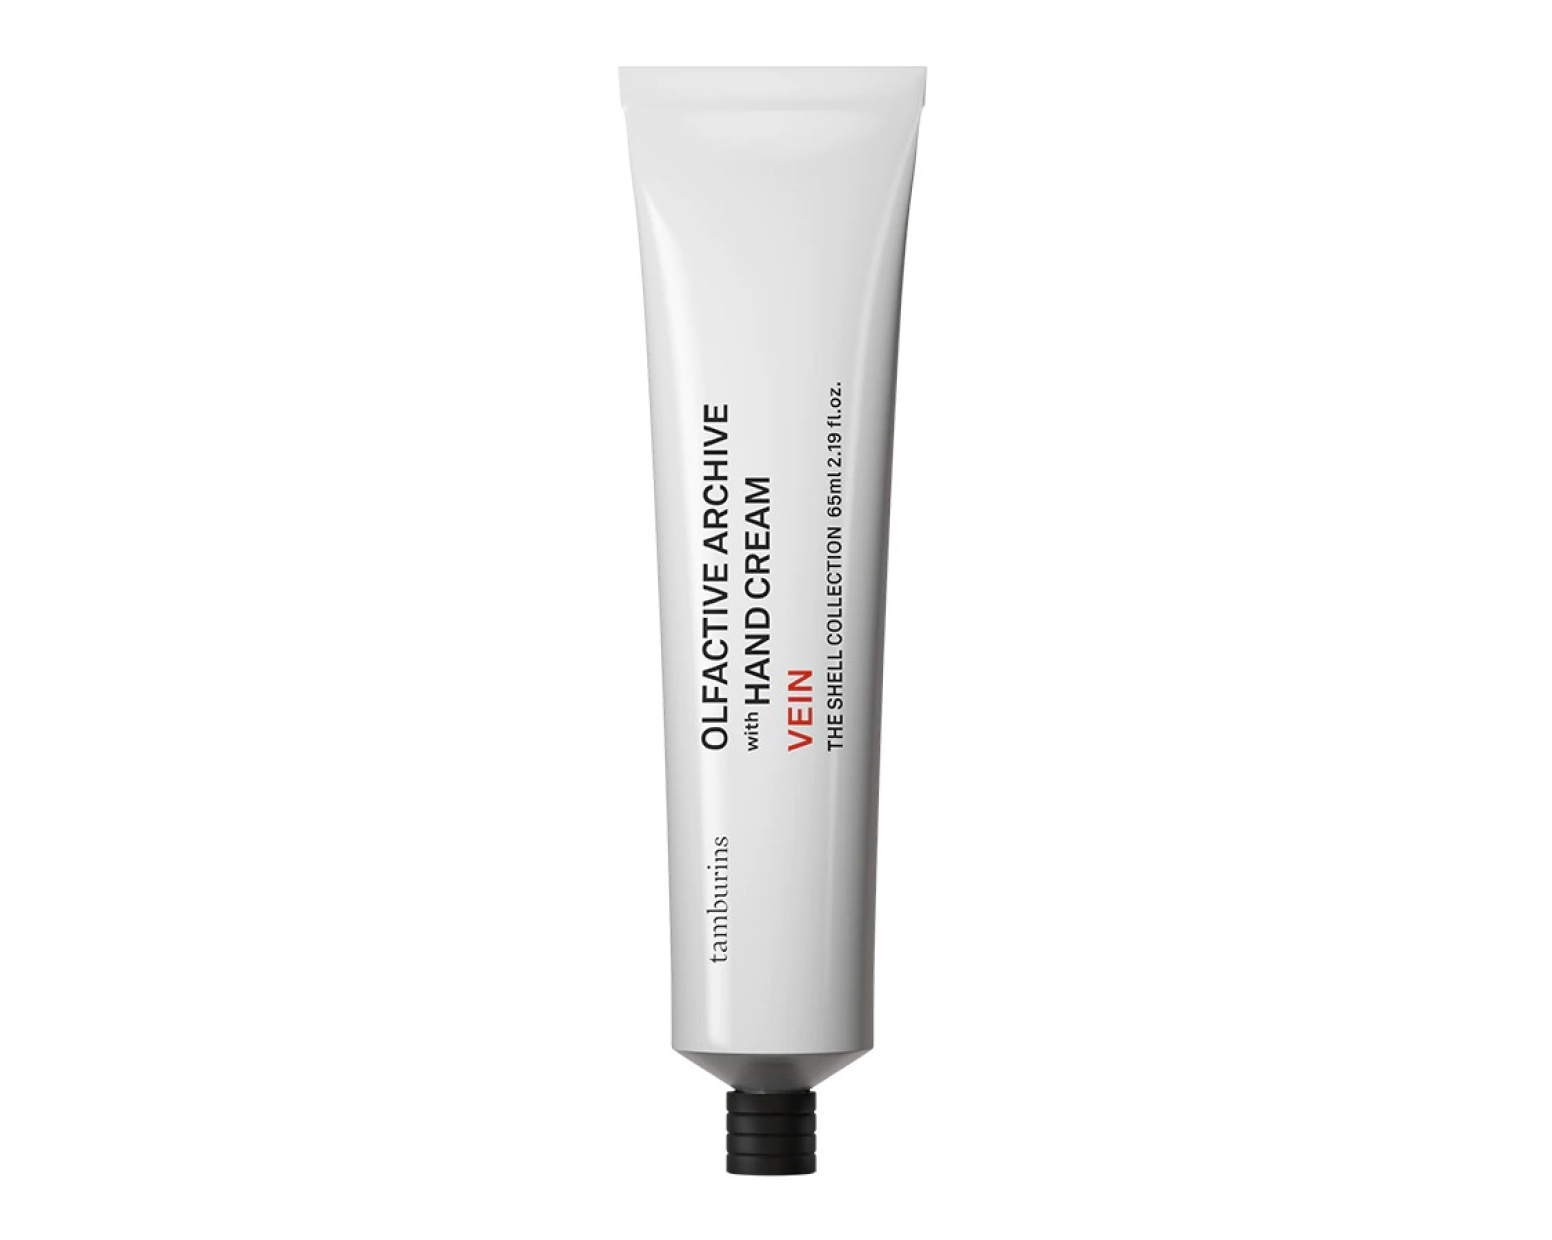 OLFACTIVE ARCHIVE
with HAND CREAM
VEIN
THE SHELL COLLECTION 65ml 2.19 fl.oz.
tamburins